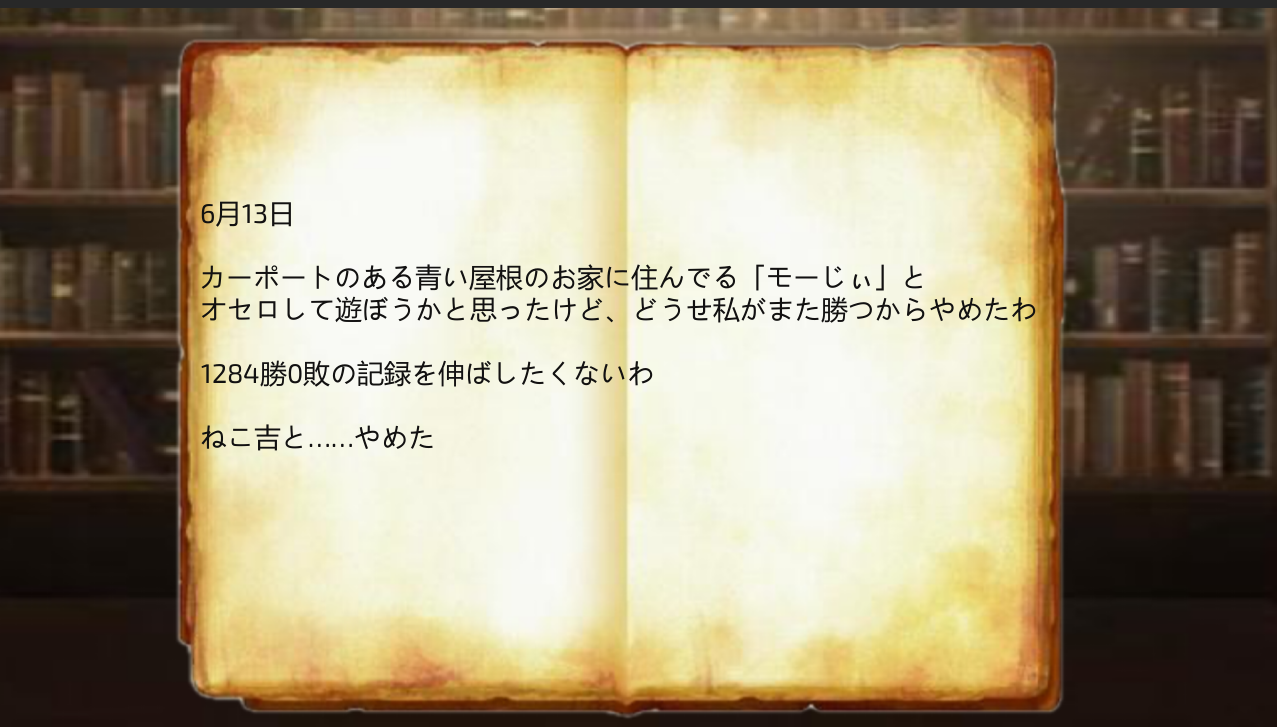 6月13日
カーポートのある青い屋根のお家に住んでる「モーじぃ」と
オセロして遊ぼうかと思ったけど、どうせ私がまた勝つからやめたわ
1284勝0敗の記録を伸ばしたくないわ
ねこ吉と……やめた